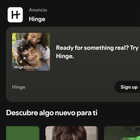 Anuncio
Hinge
Ready for something real? Try
Hinge.
Hinge
Sign up
Descubre algo nuevo para ti